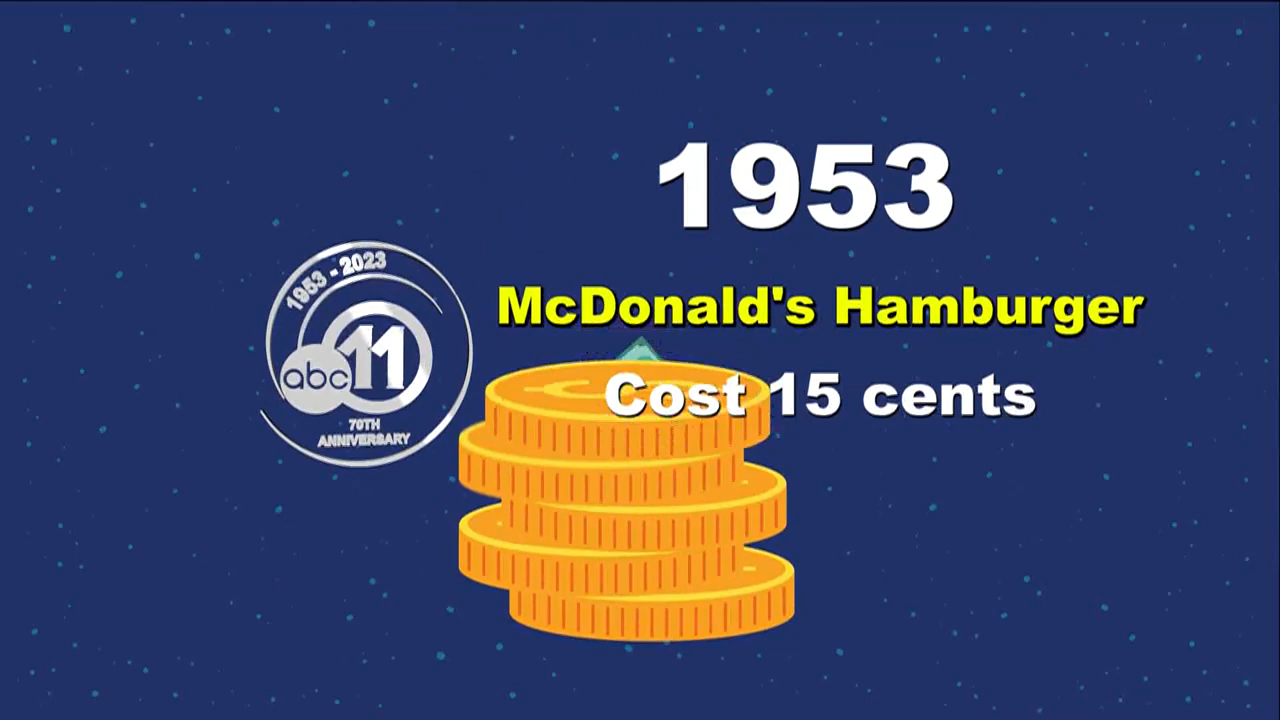 1953
McDonald's Hamburger
Cost 15 cents
1953 - 2023
abc 11
70TH
ANNIVERSARY